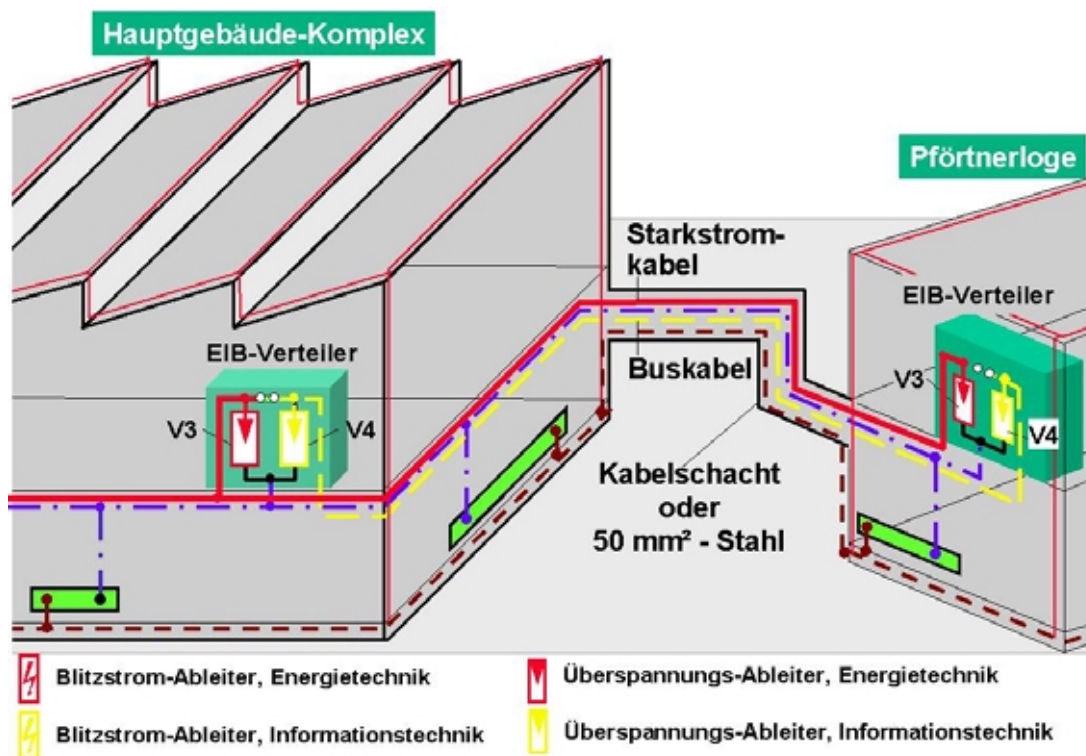 Hauptgebäude-Komplex
Pförtnerloge
Starkstrom-
kabel
EIB-Verteiler
EIB-Verteiler
Buskabel
V3
V4
V3
V4
Kabelschacht
oder
50 mm² - Stahl
Blitzstrom-Ableiter, Energietechnik
Überspannungs-Ableiter, Energietechnik
Blitzstrom-Ableiter, Informationstechnik
Überspannungs-Ableiter, Informationstechnik